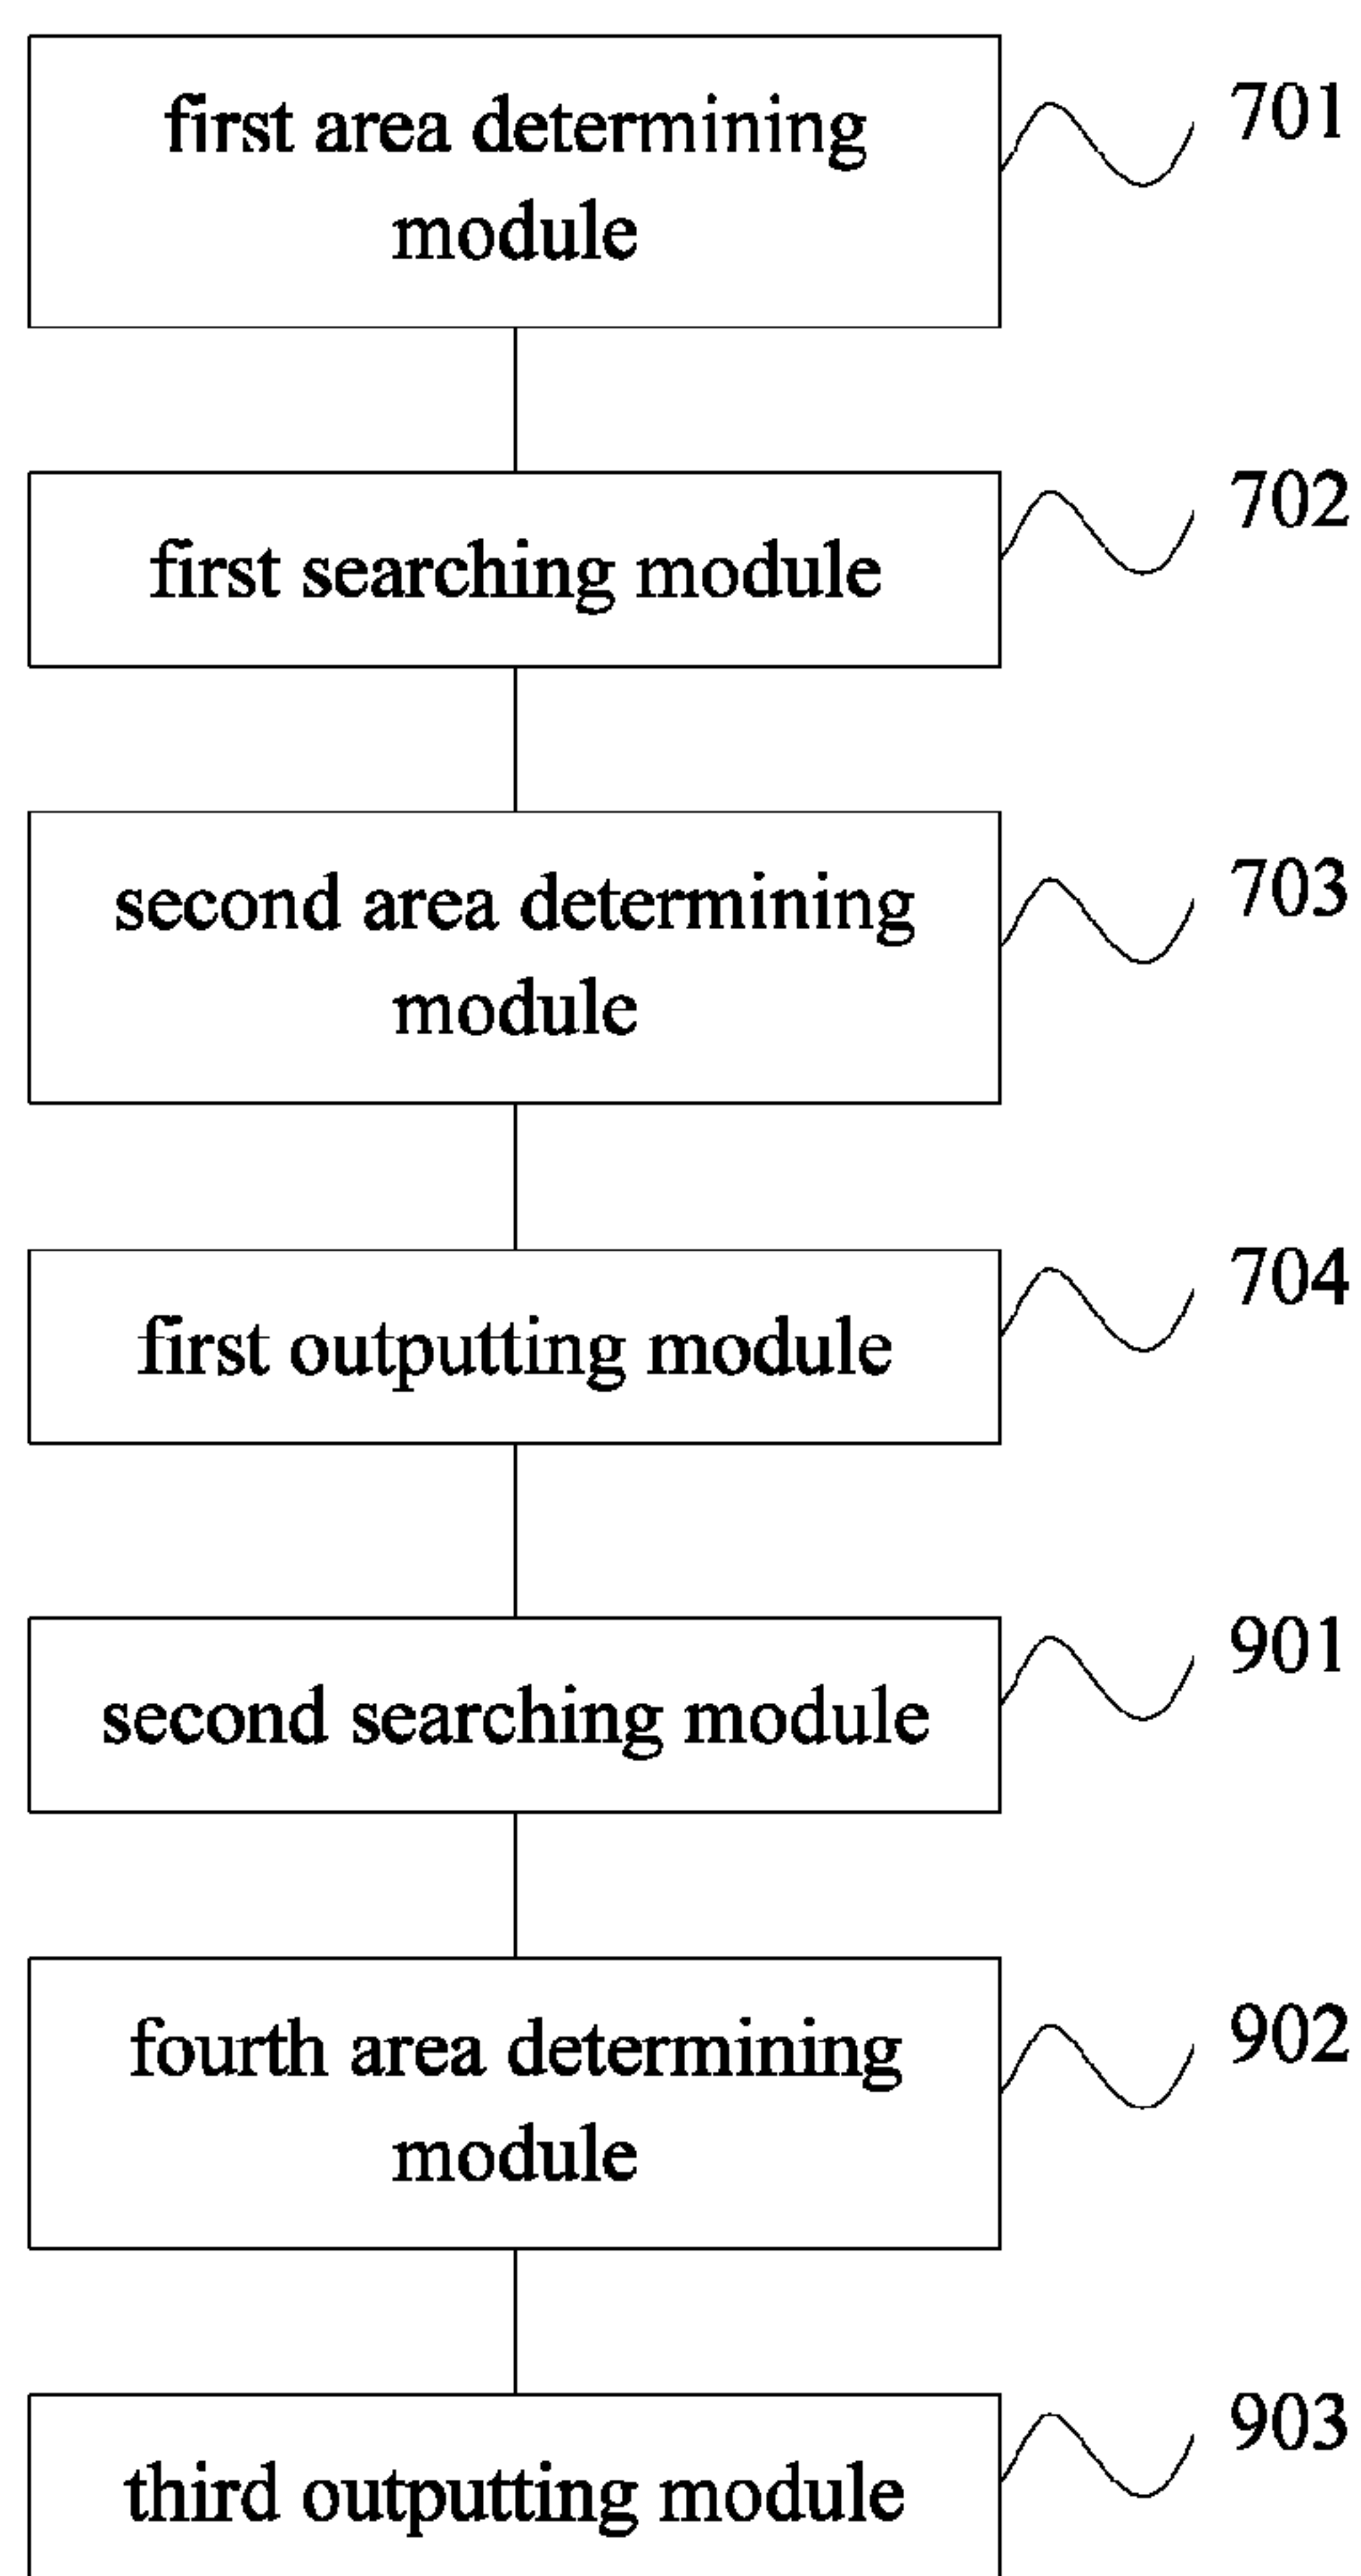 first area determining
module
701
first searching module
702
second area determining
module
703
first outputting module
704
second searching module
901
fourth area determining
module
902
third outputting module
903